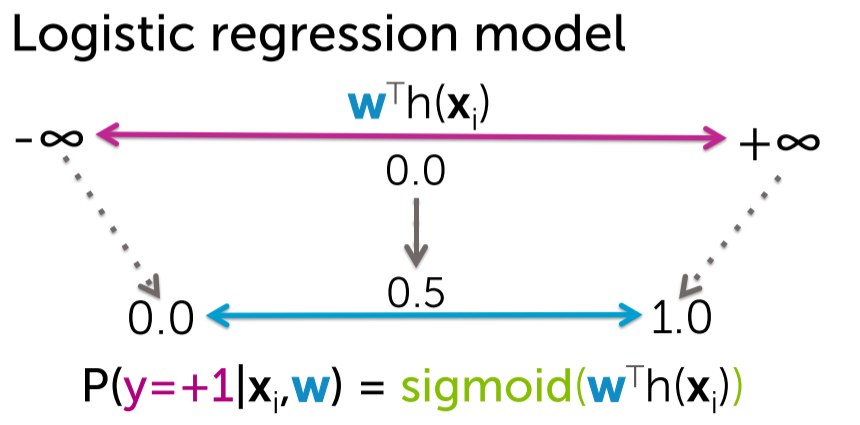 Logistic regression model
wᵀh(xᵢ)
-∞ +∞
0.0
0.5
0.0 1.0
P(y=+1|xᵢ,w) = sigmoid(wᵀh(xᵢ))